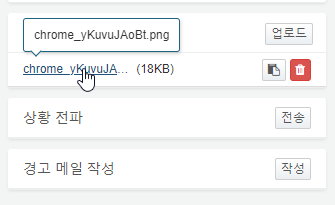 chrome_yKuvuJAoBt.png
업로드
chrome_yKuvuJA... (18KB)
상황 전파 전송
경고 메일 작성 작성